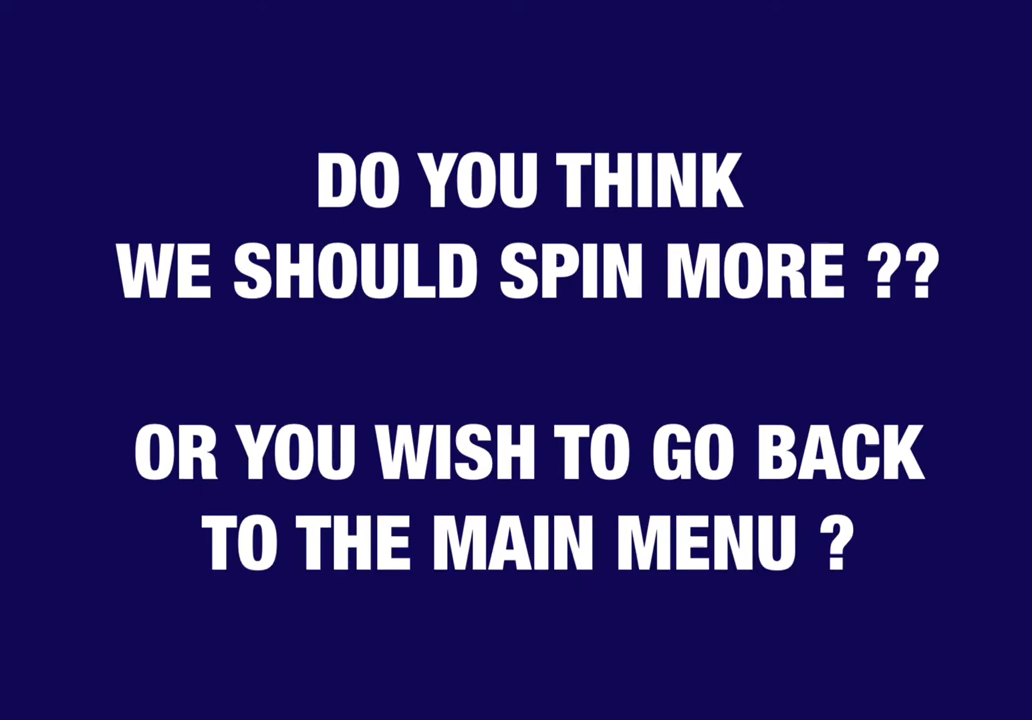 DO YOU THINK
WE SHOULD SPIN MORE ??
OR YOU WISH TO GO BACK
TO THE MAIN MENU ?